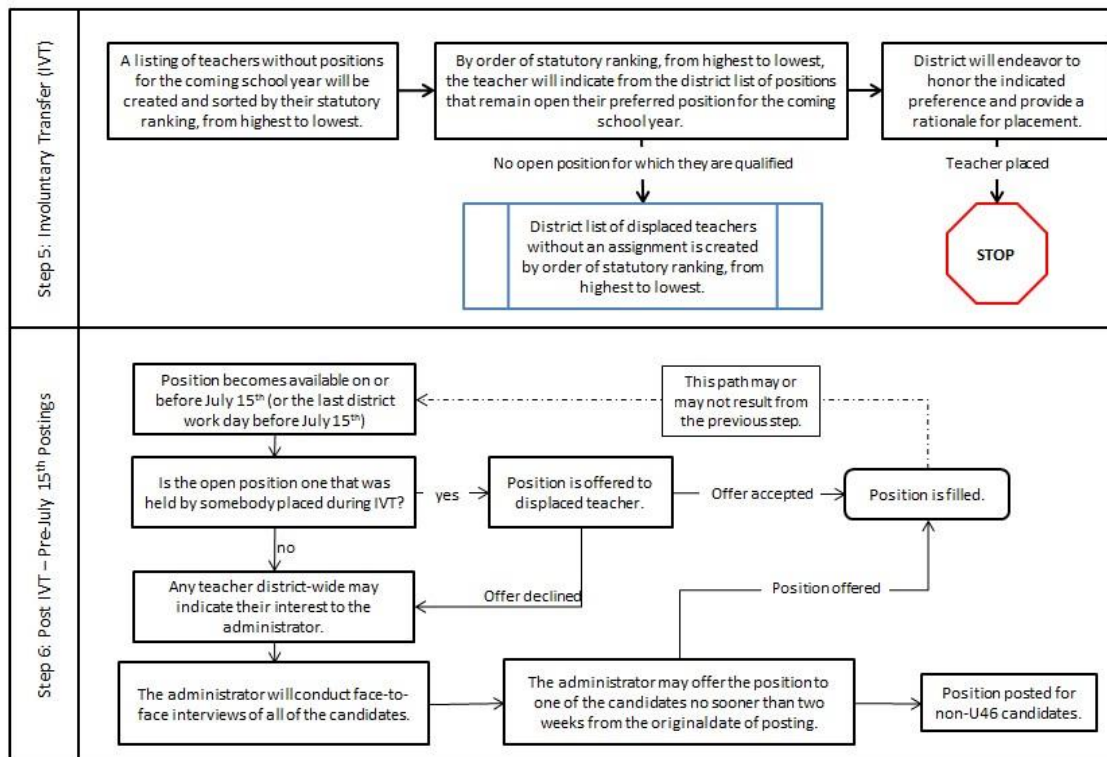 Step 5: Involuntary Transfer (IVT)
A listing of teachers without positions
for the coming school year will be
created and sorted by their statutory
ranking, from highest to lowest.
By order of statutory ranking, from highest to lowest,
the teacher will indicate from the district list of positions
that remain open their preferred position for the coming
school year.
District will endeavor to
honor the indicated
preference and provide a
rationale for placement.
No open position for which they are qualified
Teacher placed
District list of displaced teachers
without an assignment is created
by order of statutory ranking, from
highest to lowest.
STOP
Step 6: Post IVT – Pre-July 15th Postings
Position becomes available on or
before July 15th (or the last district
work day before July 15th)
This path may or
may not result from
the previous step.
Is the open position one that was
held by somebody placed during IVT?
yes
Position is offered to
displaced teacher.
Offer accepted
Position is filled.
no
Any teacher district-wide may
indicate their interest to the
administrator.
Offer declined
Position offered
The administrator will conduct face-to-
face interviews of all of the candidates.
The administrator may offer the position to
one of the candidates no sooner than two
weeks from the original date of posting.
Position posted for
non-U46 candidates.